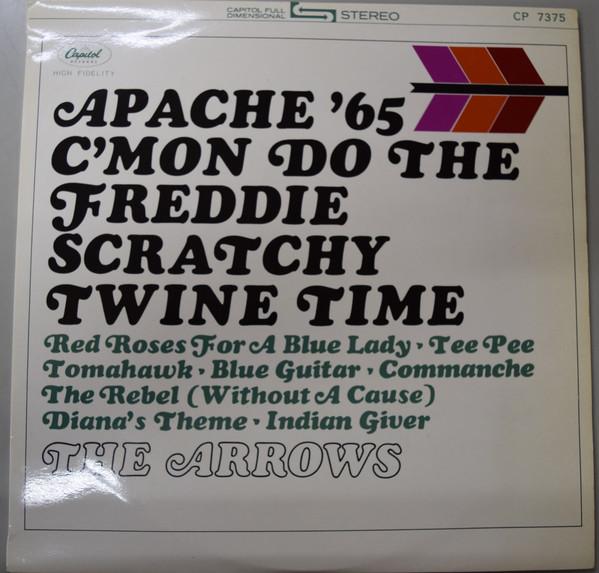 CAPITOL FULL DIMENSIONAL STEREO
CP 7375
Capitol
RECORDS
HIGH FIDELITY
APACHE '65
C'MON DO THE
FREDDIE
SCRATCHY
TWINE TIME
Red Roses For A Blue Lady · Tee Pee
Tomahawk · Blue Guitar · Commanche
The Rebel (Without A Cause)
Diana's Theme · Indian Giver
THE ARROWS